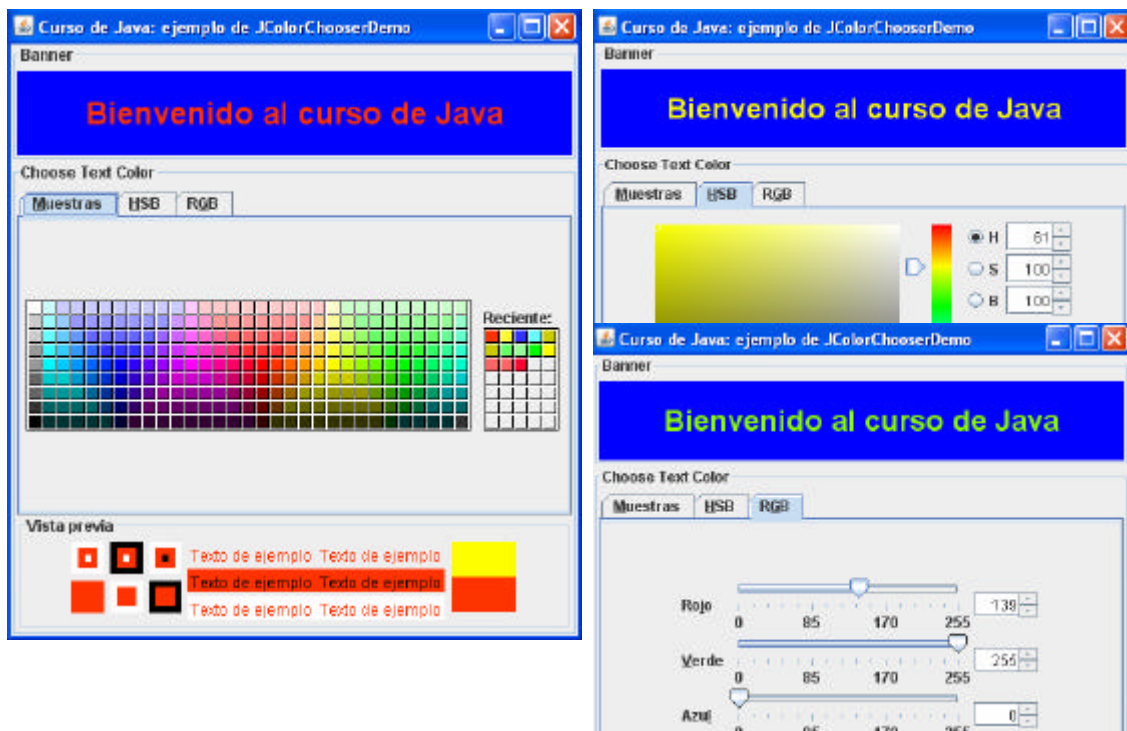 Curso de Java: ejemplo de JColorChooserDemo
Banner
Bienvenido al curso de Java
Choose Text Color
Muestras HSB RGB
Reciente:
Vista previa
Texto de ejemplo Texto de ejemplo
Texto de ejemplo Texto de ejemplo
Texto de ejemplo Texto de ejemplo
Curso de Java: ejemplo de JColorChooserDemo
Banner
Bienvenido al curso de Java
Choose Text Color
Muestras HSB RGB
H 61
S 100
B 100
Curso de Java: ejemplo de JColorChooserDemo
Banner
Bienvenido al curso de Java
Choose Text Color
Muestras HSB RGB
Rojo 139
0 85 170 255
Verde 255
0 85 170 255
Azul 0
0 85 170 255